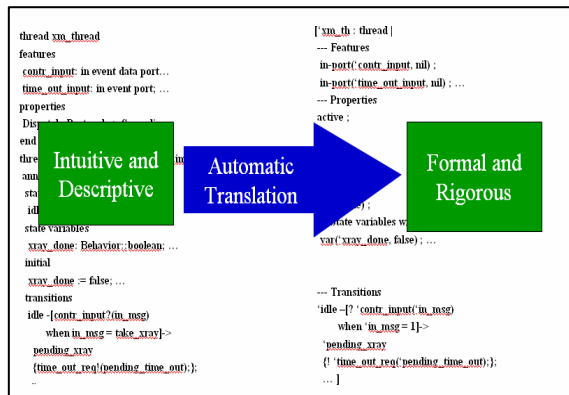 thread xm_thread
features
contr_input: in event data port…
time_out_input: in event port; …
properties
end
state variables
xray_done: Behavior::boolean; …
initial
xray_done := false; …
transitions
idle -[contr_input?(in_msg)
when in_msg = take_xray]->
pending_xray
{time_out_req!(pending_time_out);};
..
Intuitive and
Descriptive
Automatic
Translation
[‘xm_th : thread |
--- Features
in-port(‘contr_input, nil) ;
in-port(‘time_out_input, nil) ; …
--- Properties
active ;
Formal and
Rigorous
state variables
var(‘xray_done, false) ; …
--- Transitions
‘idle –[? ‘contr_input(‘in_msg)
when ‘in_msg = 1]->
‘pending_xray
{! ‘time_out_req(‘pending_time_out);};
… ]